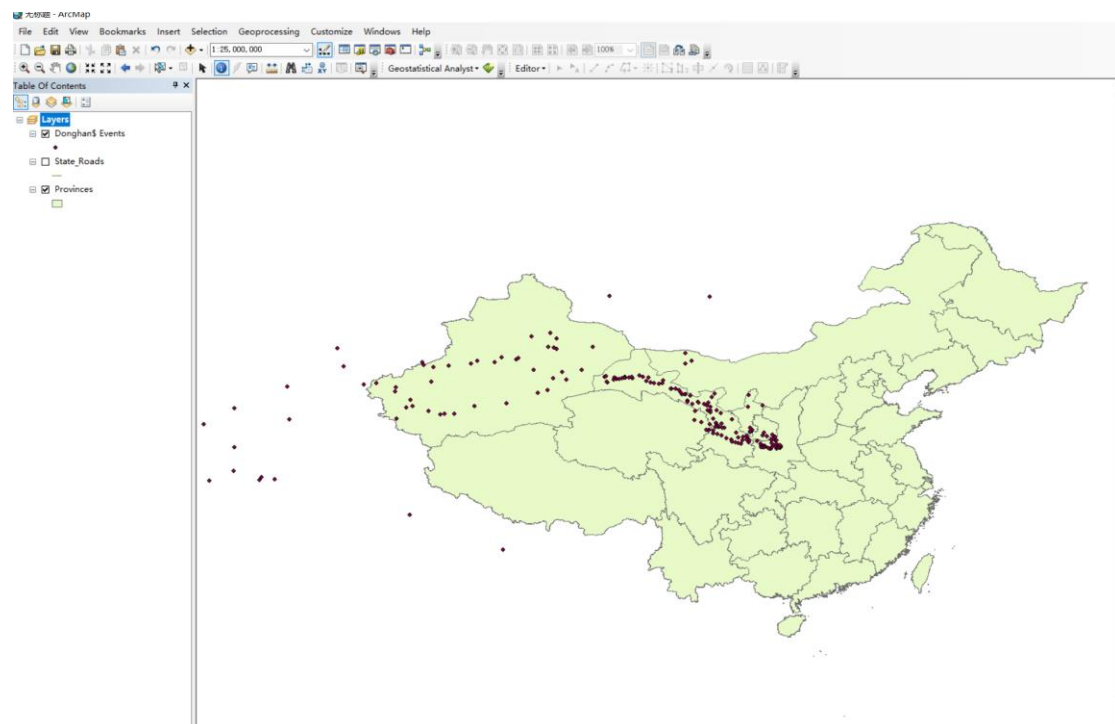 无标题 - ArcMap
File Edit View Bookmarks Insert Selection Geoprocessing Customize Windows Help
1:25,000,000 100%
Geostatistical Analyst Editor
Table Of Contents
Layers
Donghan$ Events
State_Roads
Provinces